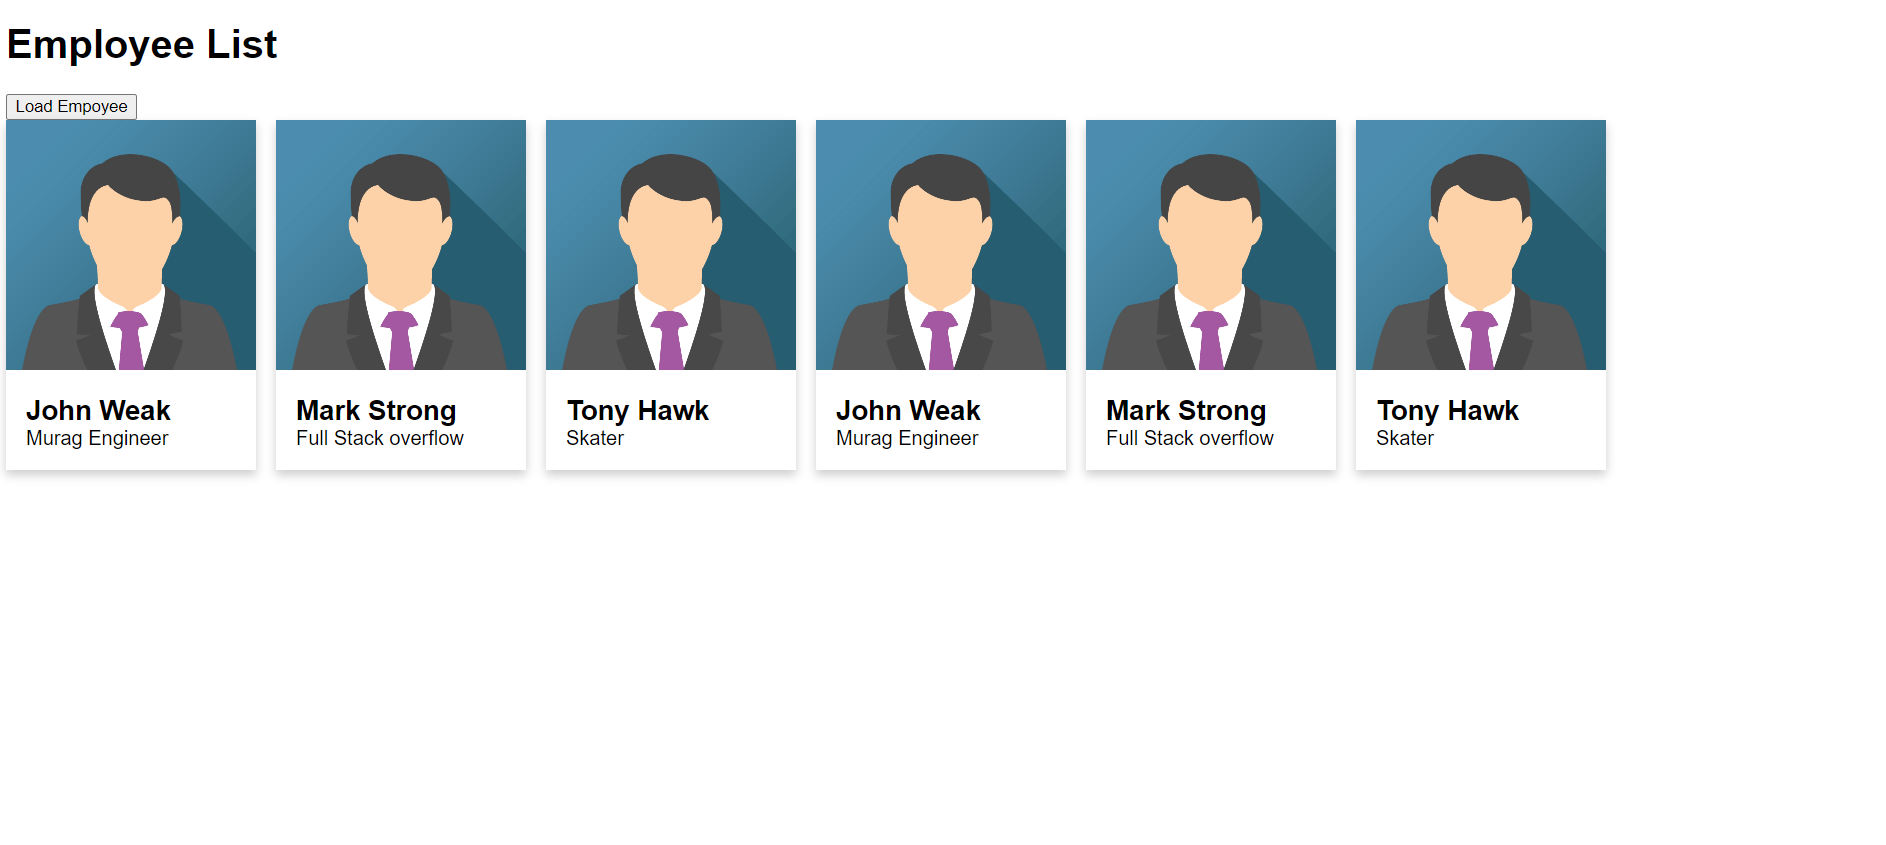 Employee List
Load Empoyee
John Weak
Murag Engineer
Mark Strong
Full Stack overflow
Tony Hawk
Skater
John Weak
Murag Engineer
Mark Strong
Full Stack overflow
Tony Hawk
Skater